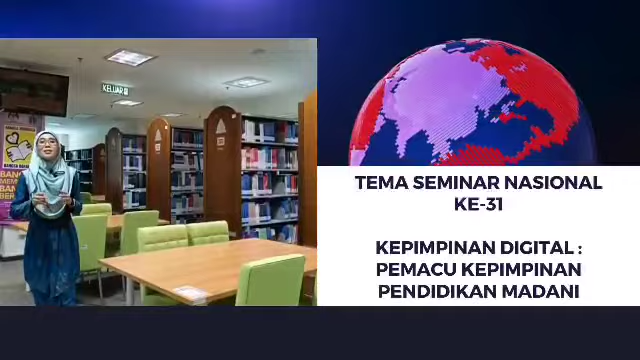 KELUAR
TEMA SEMINAR NASIONAL
KE-31
KEPIMPINAN DIGITAL :
PEMACU KEPIMPINAN
PENDIDIKAN MADANI